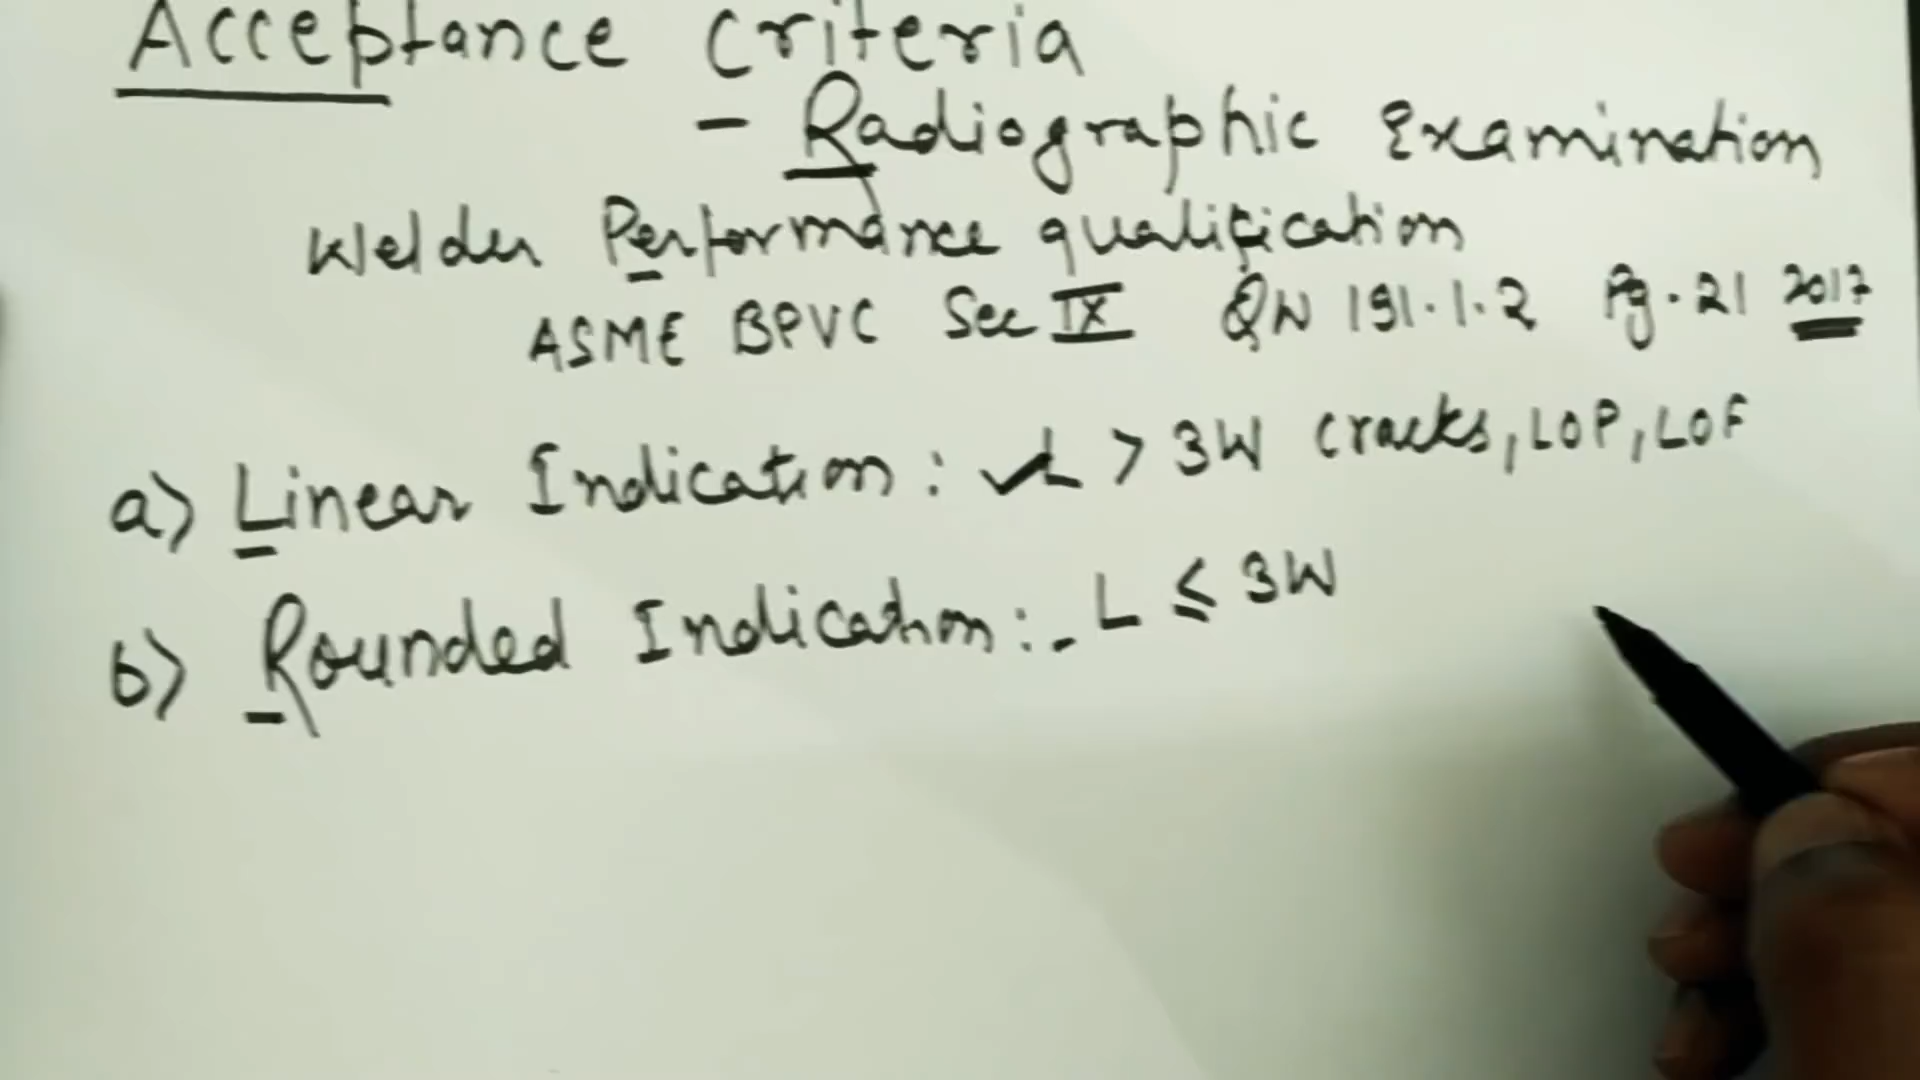 Acceptance Criteria
- Radiographic Examination
Welder Performance qualification
ASME BPVC Sec IX QW 191.1.2 Pg.21 2017
a) Linear Indication : L > 3W cracks, LOP, LOF
b) Rounded Indication :- L ≤ 3W